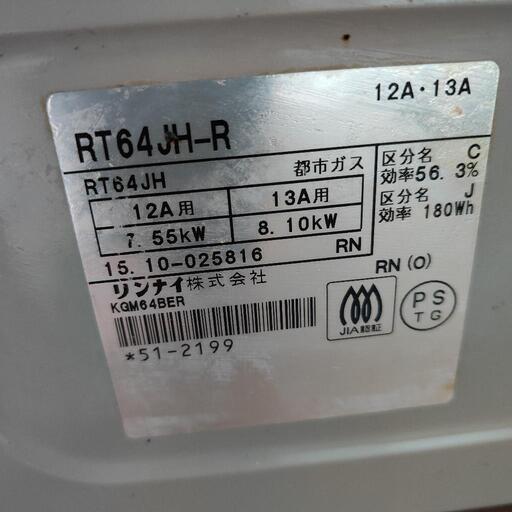 12A・13A
RT64JH-R
RT64JH 都市ガス
12A用 13A用
7.55kW 8.10kW
15.10-025816 RN
区分名 C
効率56.3%
区分名 J
効率 180Wh
リンナイ株式会社
KGM64BER
*51-2199
RN(O)
JIA認証
PS
TG